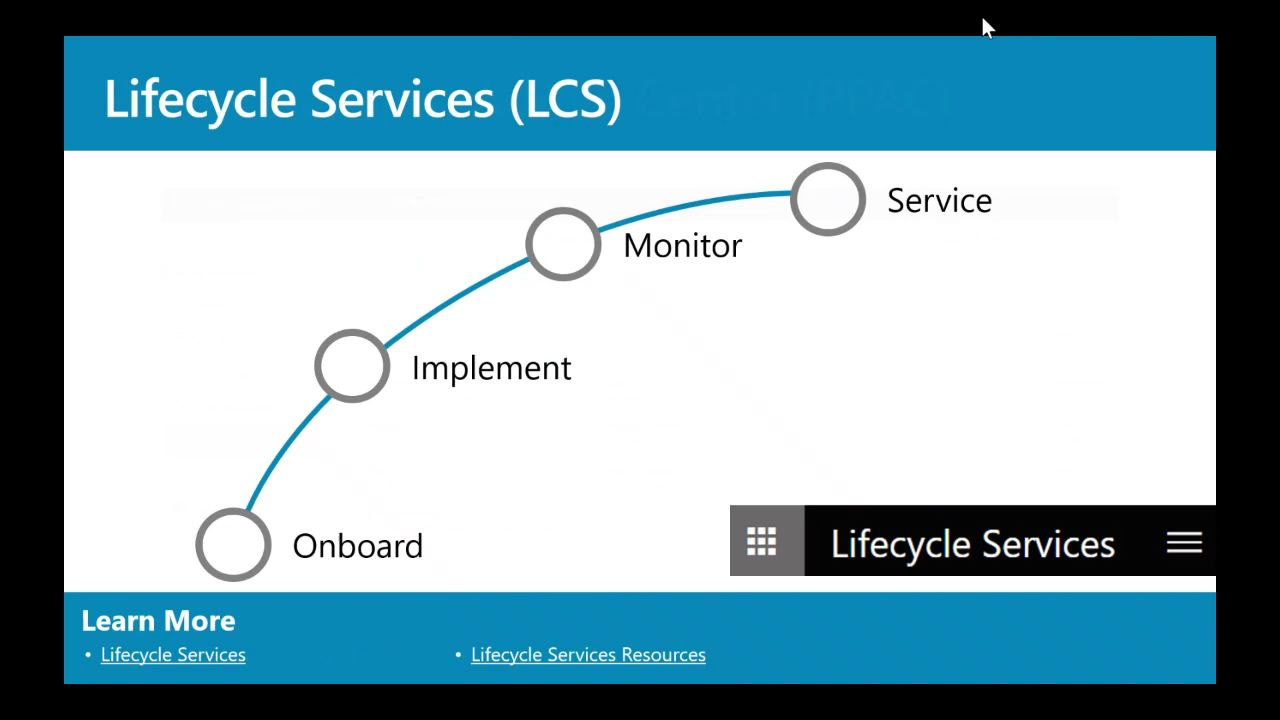 Lifecycle Services (LCS)
Service
Monitor
Implement
Onboard
Lifecycle Services
Learn More
• Lifecycle Services
• Lifecycle Services Resources